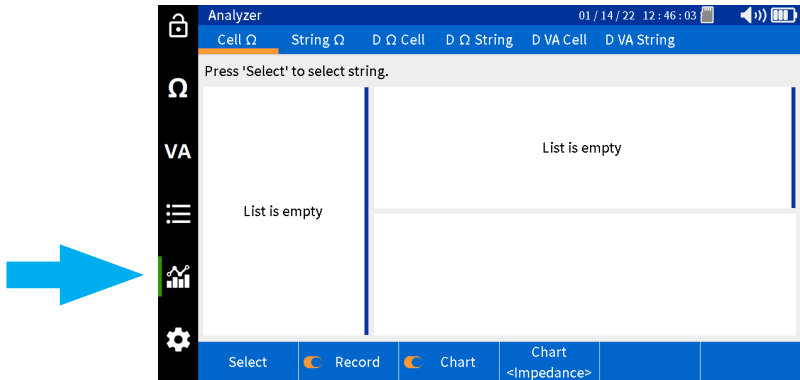 Analyzer 01 / 14 / 22 12 : 46 : 03
Cell Ω String Ω D Ω Cell D Ω String D VA Cell D VA String
Press 'Select' to select string.
Ω
VA
List is empty
List is empty
Select Record Chart Chart
<Impedance>